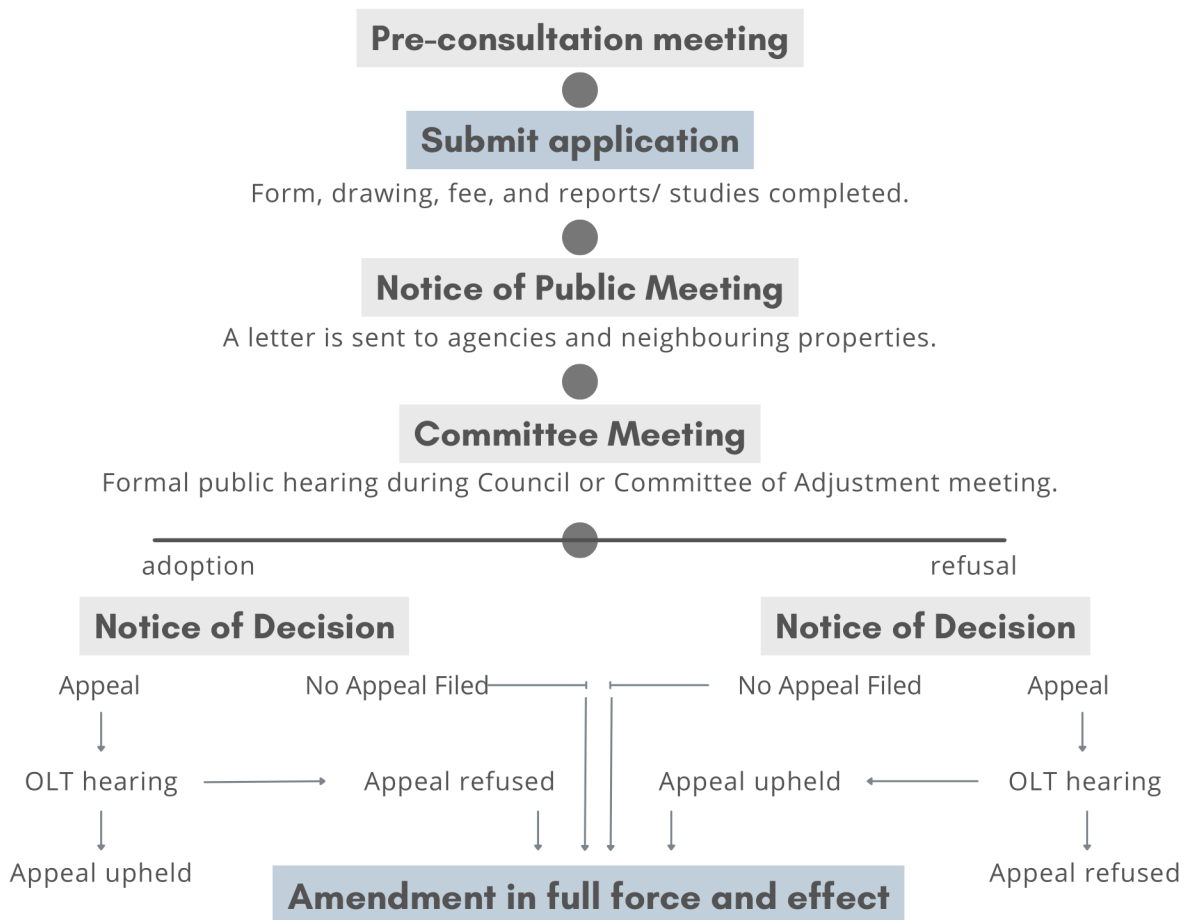 Pre-consultation meeting
Submit application
Form, drawing, fee, and reports/ studies completed.
Notice of Public Meeting
A letter is sent to agencies and neighbouring properties.
Committee Meeting
Formal public hearing during Council or Committee of Adjustment meeting.
adoption
refusal
Notice of Decision
Notice of Decision
Appeal
No Appeal Filed
No Appeal Filed
Appeal
OLT hearing
Appeal refused
Appeal upheld
OLT hearing
Appeal upheld
Appeal refused
Amendment in full force and effect